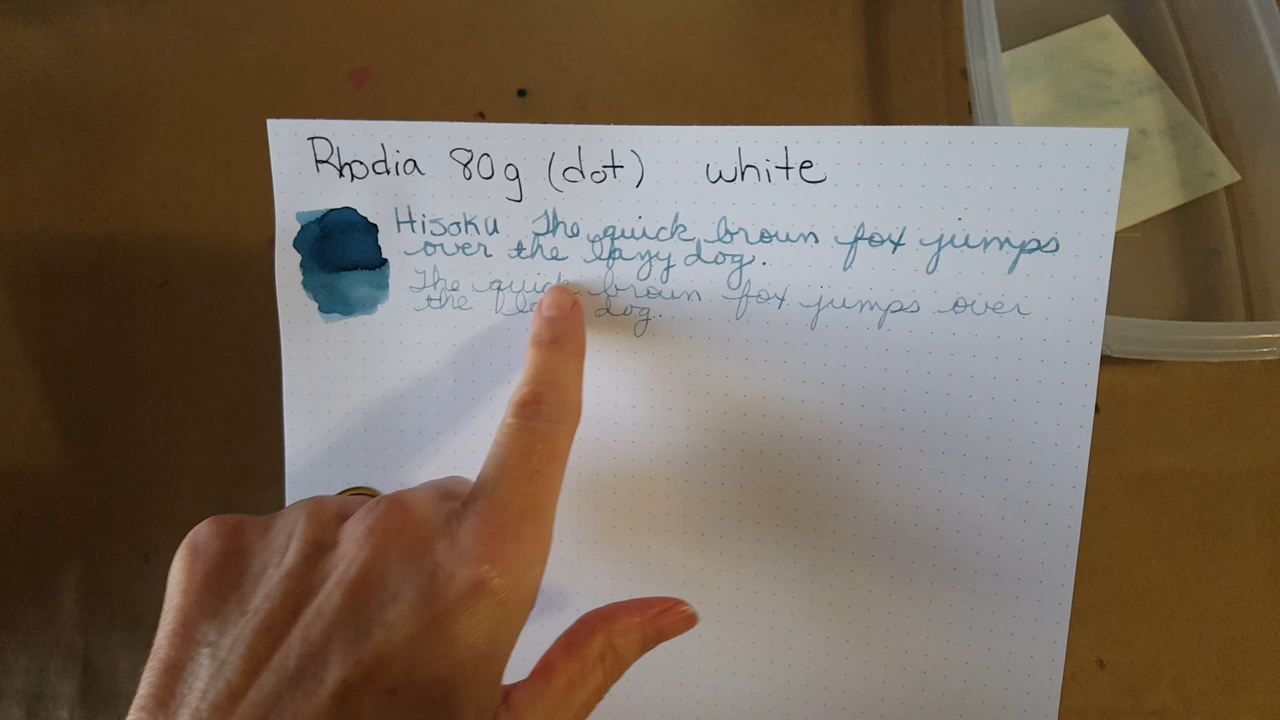 Rhodia 80g (dot) white
Hisoku The quick brown fox jumps
over the lazy dog.
The quick brown fox jumps over
the dog.